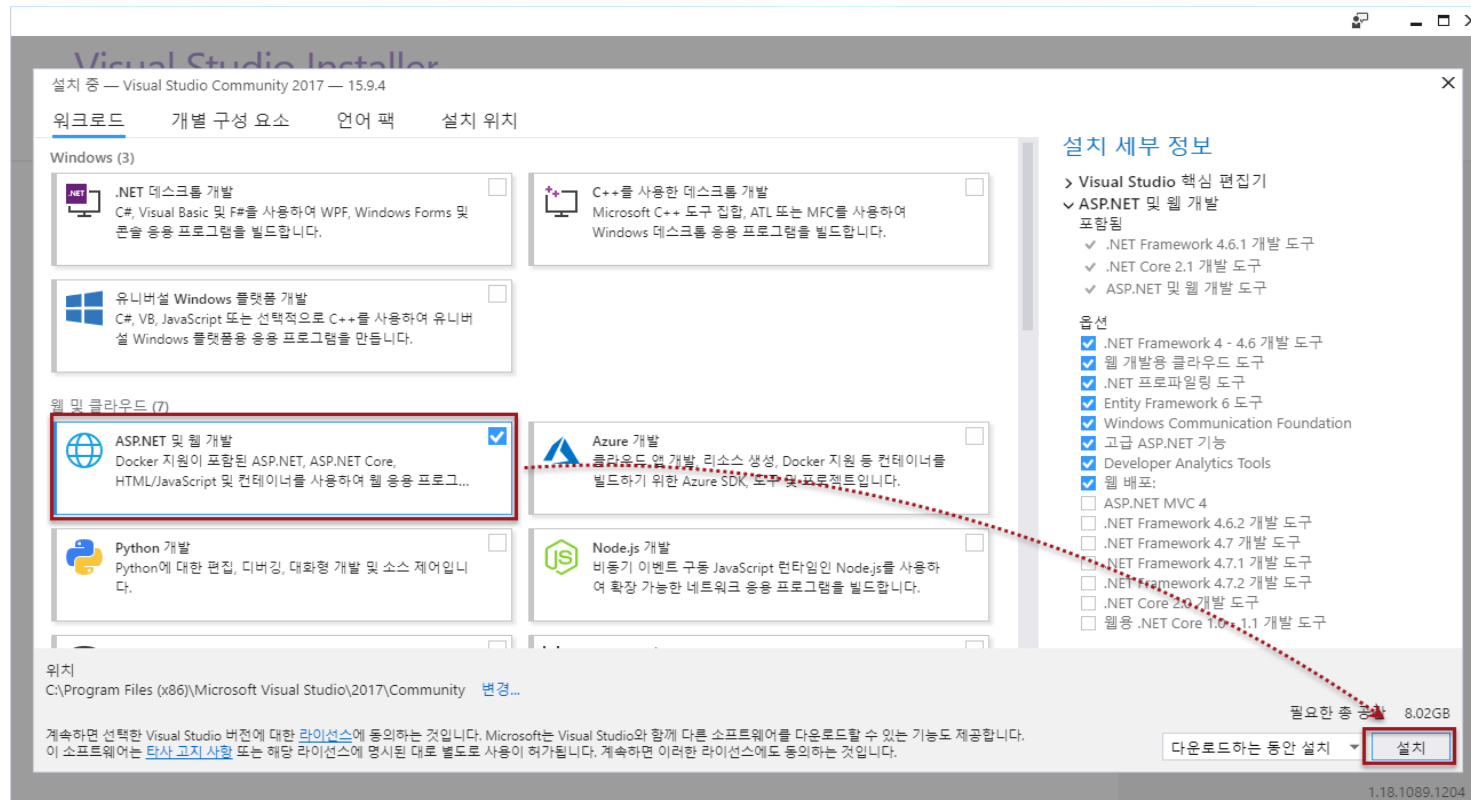 Visual Studio Installer
설치 중 — Visual Studio Community 2017 — 15.9.4
워크로드
개별 구성 요소
언어 팩
설치 위치
Windows (3)
.NET
.NET 데스크톱 개발
C#, Visual Basic 및 F#을 사용하여 WPF, Windows Forms 및
콘솔 응용 프로그램을 빌드합니다.
C++를 사용한 데스크톱 개발
Microsoft C++ 도구 집합, ATL 또는 MFC를 사용하여
Windows 데스크톱 응용 프로그램을 빌드합니다.
유니버설 Windows 플랫폼 개발
C#, VB, JavaScript 또는 선택적으로 C++를 사용하여 유니버
설 Windows 플랫폼용 응용 프로그램을 만듭니다.
웹 및 클라우드 (7)
ASP.NET 및 웹 개발
Docker 지원이 포함된 ASP.NET, ASP.NET Core,
HTML/JavaScript 및 컨테이너를 사용하여 웹 응용 프로그...
Azure 개발
클라우드 앱 개발, 리소스 생성, Docker 지원 등 컨테이너를
빌드하기 위한 Azure SDK, 도구 및 프로젝트입니다.
Python 개발
Python에 대한 편집, 디버깅, 대화형 개발 및 소스 제어입니
다.
JS
Node.js 개발
비동기 이벤트 구동 JavaScript 런타임인 Node.js를 사용하
여 확장 가능한 네트워크 응용 프로그램을 빌드합니다.
설치 세부 정보
Visual Studio 핵심 편집기
ASP.NET 및 웹 개발
포함됨
.NET Framework 4.6.1 개발 도구
.NET Core 2.1 개발 도구
ASP.NET 및 웹 개발 도구
옵션
.NET Framework 4 - 4.6 개발 도구
웹 개발용 클라우드 도구
.NET 프로파일링 도구
Entity Framework 6 도구
Windows Communication Foundation
고급 ASP.NET 기능
Developer Analytics Tools
웹 배포:
ASP.NET MVC 4
.NET Framework 4.6.2 개발 도구
.NET Framework 4.7 개발 도구
.NET Framework 4.7.1 개발 도구
.NET Framework 4.7.2 개발 도구
.NET Core 2.0 개발 도구
웹용 .NET Core 1.0 - 1.1 개발 도구
위치
C:\Program Files (x86)\Microsoft Visual Studio\2017\Community 변경...
필요한 총 공간 8.02GB
계속하면 선택한 Visual Studio 버전에 대한 라이선스에 동의하는 것입니다. Microsoft는 Visual Studio와 함께 다른 소프트웨어를 다운로드할 수 있는 기능도 제공합니다.
이 소프트웨어는 타사 고지 사항 또는 해당 라이선스에 명시된 대로 별도로 사용이 허가됩니다. 계속하면 이러한 라이선스에도 동의하는 것입니다.
다운로드하는 동안 설치
설치
1.18.1089.1204